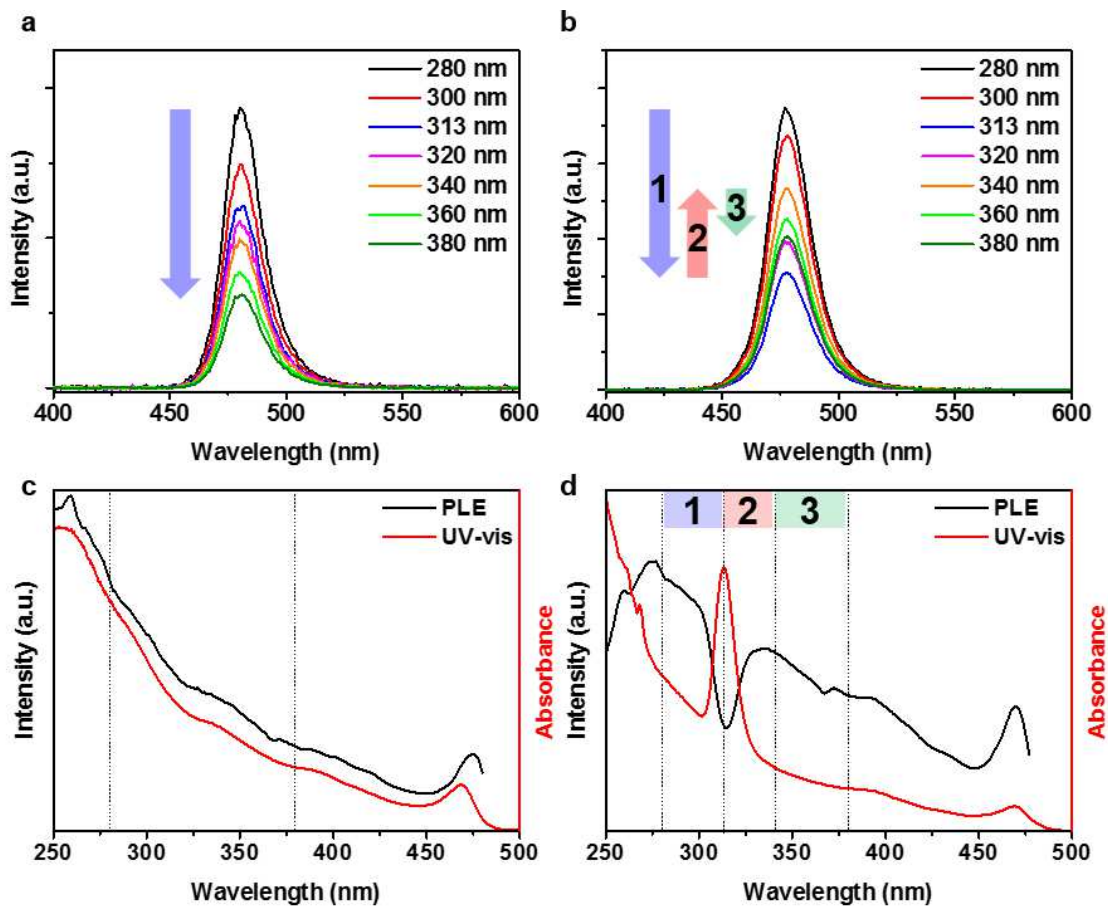 a
280 nm
300 nm
313 nm
320 nm
340 nm
360 nm
380 nm
Intensity (a.u.)
400 450 500 550 600
Wavelength (nm)
b
280 nm
300 nm
313 nm
320 nm
340 nm
360 nm
380 nm
1
2
3
Intensity (a.u.)
400 450 500 550 600
Wavelength (nm)
c
PLE
UV-vis
Intensity (a.u.)
Absorbance
250 300 350 400 450 500
Wavelength (nm)
d
1 2 3
PLE
UV-vis
Intensity (a.u.)
Absorbance
250 300 350 400 450 500
Wavelength (nm)